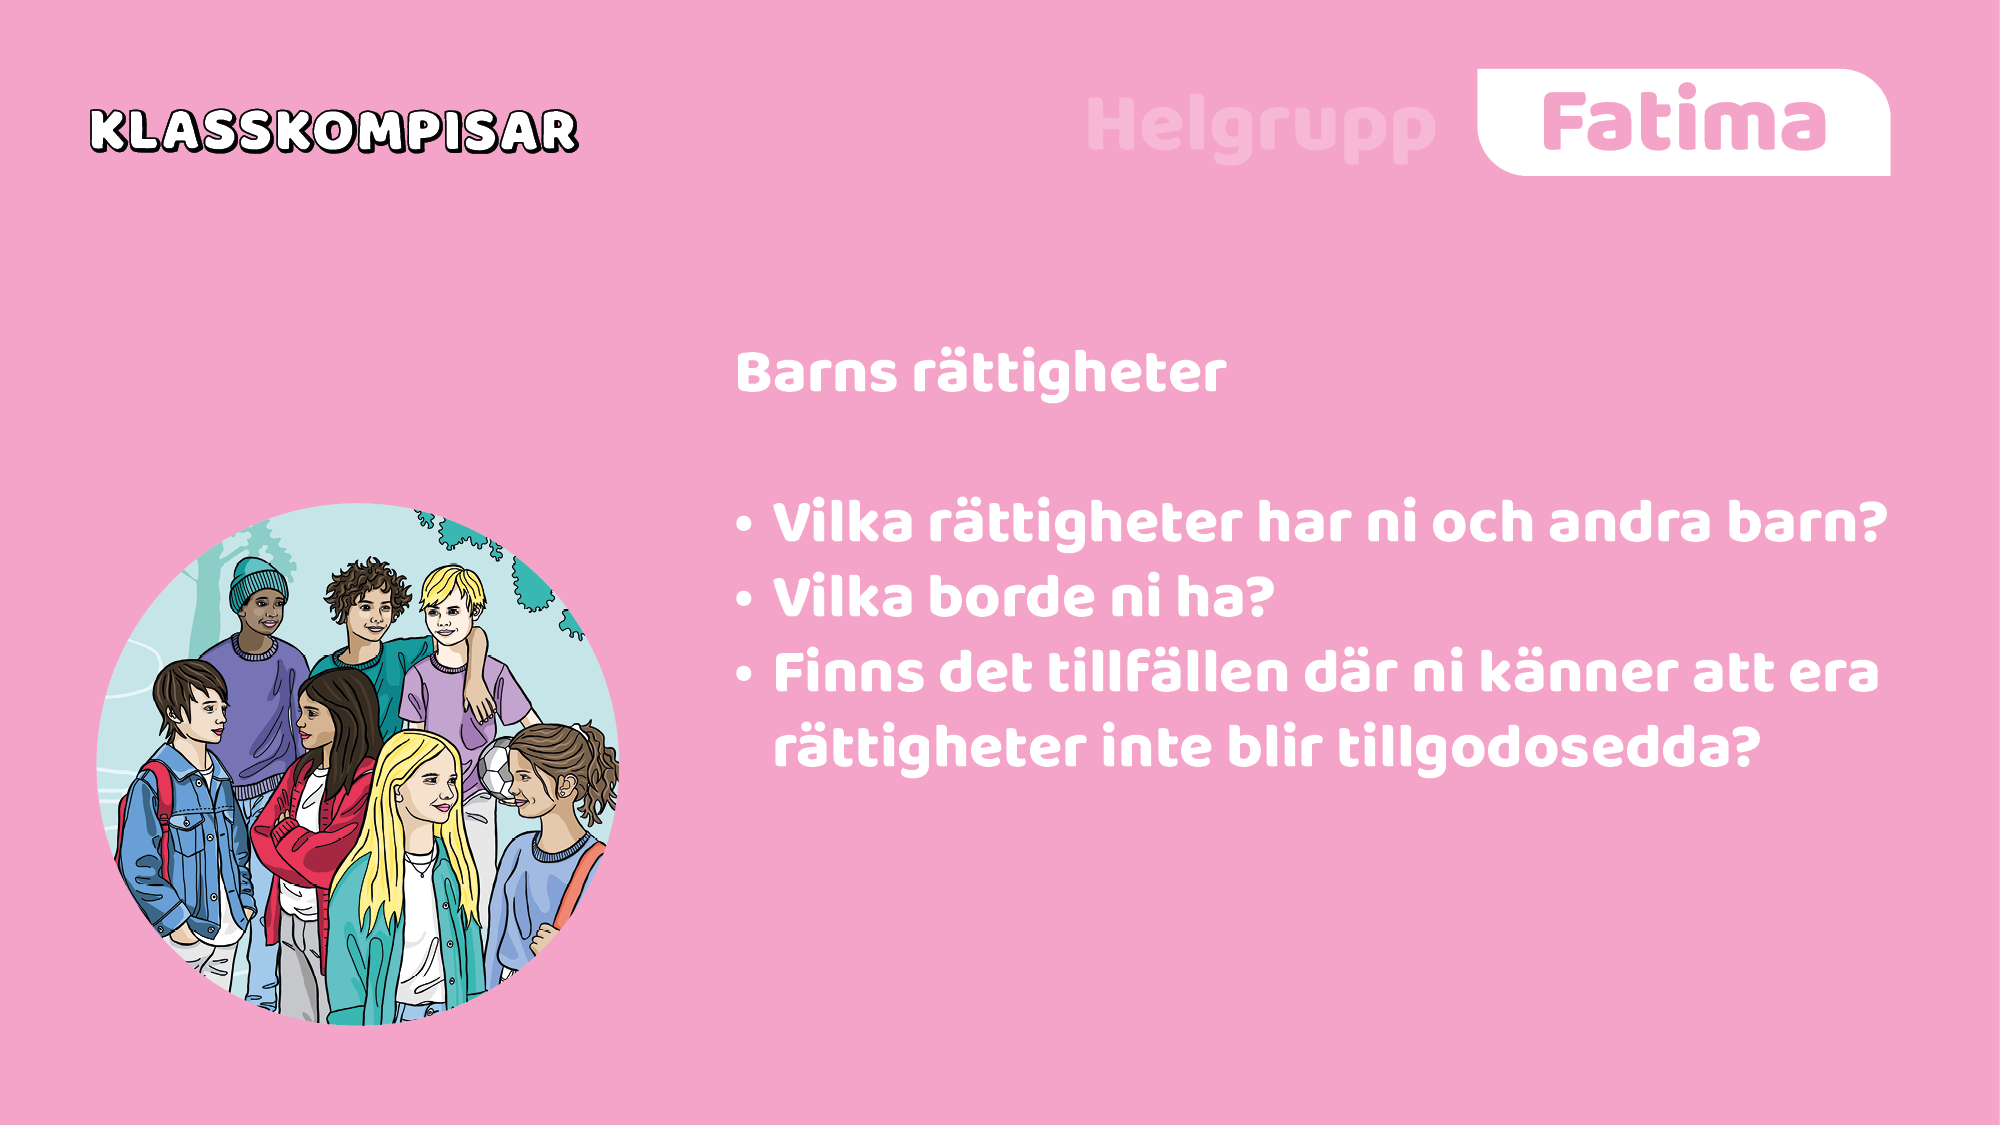 KLASSKOMPISAR
Helgrupp
Fatima
Barns rättigheter
• Vilka rättigheter har ni och andra barn?
• Vilka borde ni ha?
• Finns det tillfällen där ni känner att era
rättigheter inte blir tillgodosedda?